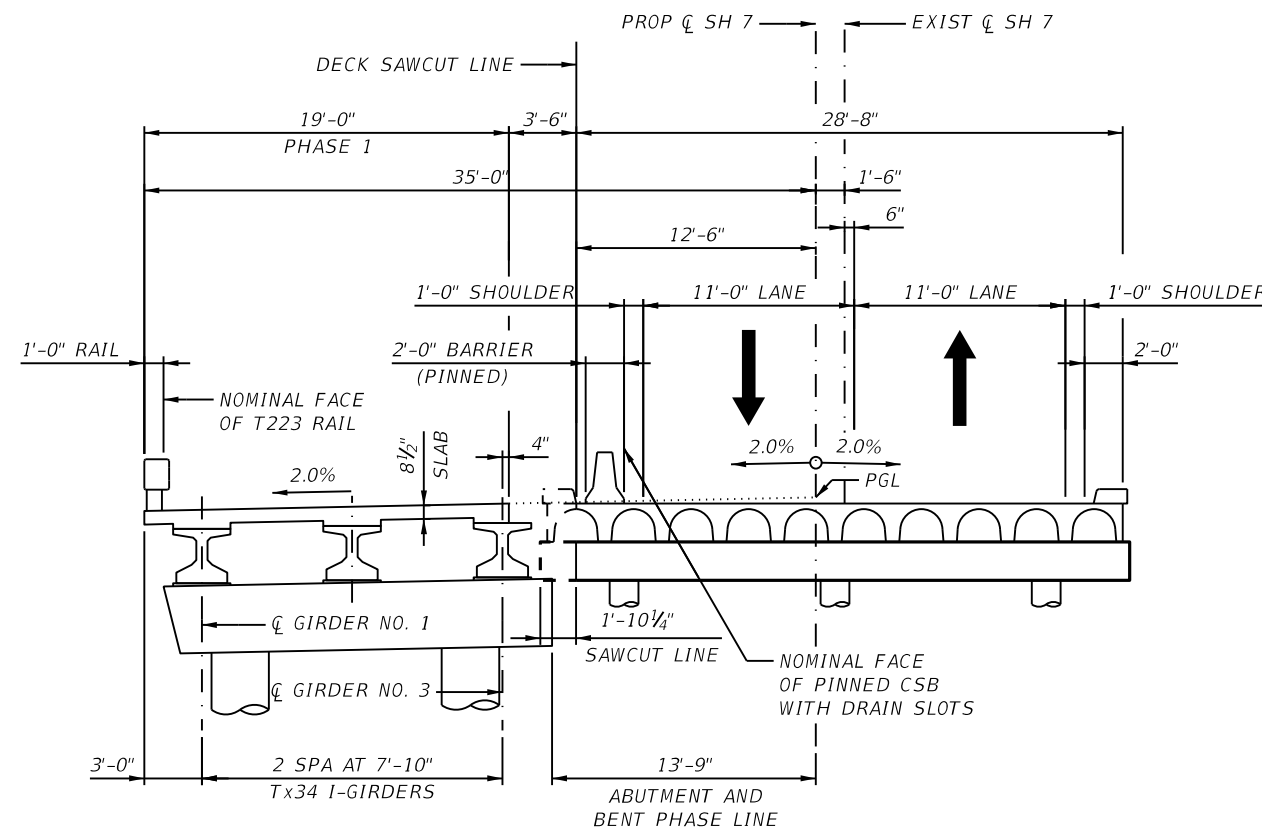 PROP ℄ SH 7
EXIST ℄ SH 7
DECK SAWCUT LINE
19'-0"
3'-6"
28'-8"
PHASE 1
35'-0"
1'-6"
6"
12'-6"
1'-0" SHOULDER
11'-0" LANE
11'-0" LANE
1'-0" SHOULDER
1'-0" RAIL
2'-0" BARRIER
(PINNED)
2'-0"
NOMINAL FACE
OF T223 RAIL
8½"
SLAB
4"
2.0%
2.0%
2.0%
PGL
1'-10¼"
SAWCUT LINE
℄ GIRDER NO. 1
℄ GIRDER NO. 3
NOMINAL FACE
OF PINNED CSB
WITH DRAIN SLOTS
3'-0"
2 SPA AT 7'-10"
Tx34 I-GIRDERS
13'-9"
ABUTMENT AND
BENT PHASE LINE